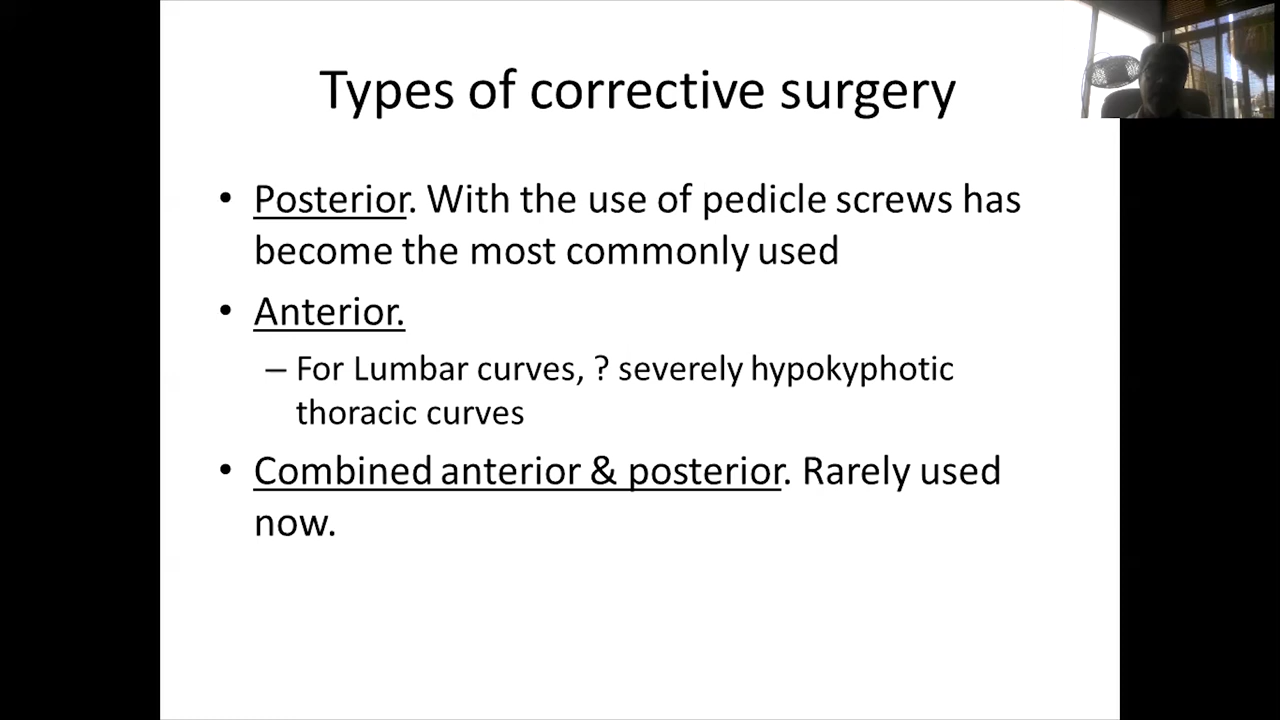 Types of corrective surgery
• Posterior. With the use of pedicle screws has
become the most commonly used
• Anterior.
– For Lumbar curves, ? severely hypokyphotic
thoracic curves
• Combined anterior & posterior. Rarely used
now.